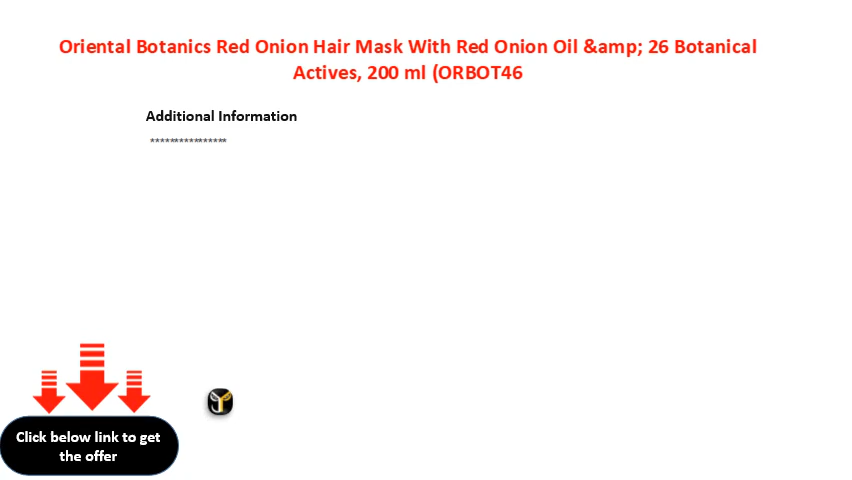 Oriental Botanics Red Onion Hair Mask With Red Onion Oil &amp; 26 Botanical
Actives, 200 ml (ORBOT46
Additional Information
****************
Click below link to get
the offer